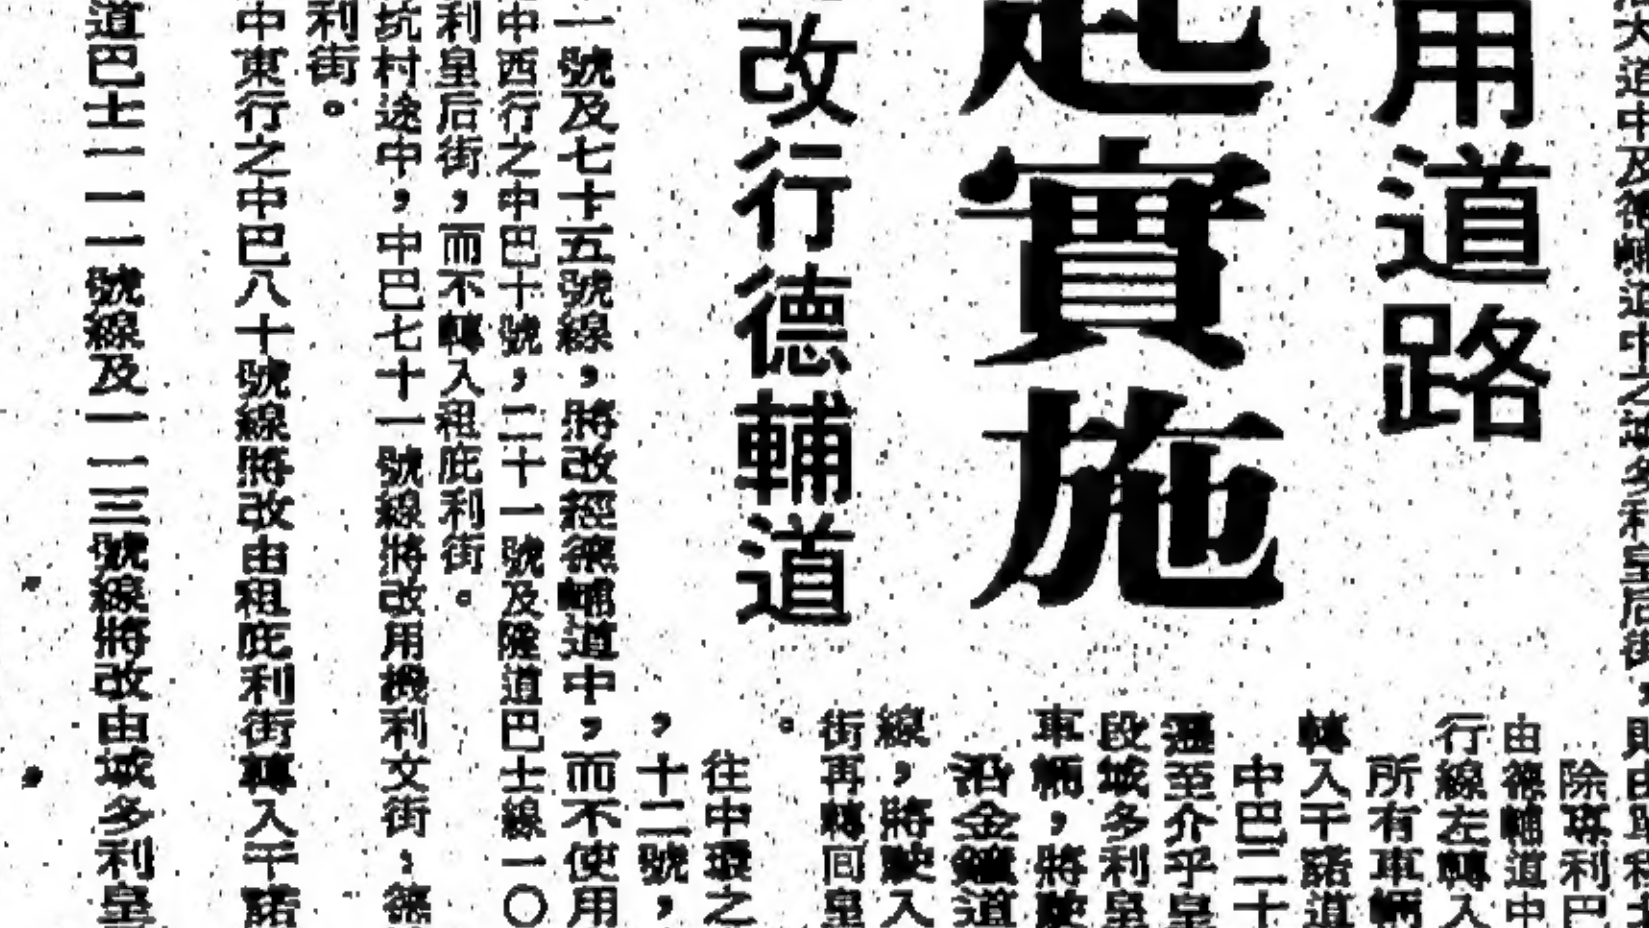 用道路
起實施
改行德輔道
除
由德輔道中
行線左轉入
所有車輛
轉入干諾道
中巴二十
遮至介乎皇
段域多利皇
車輛，將駛
沿金鐘道
線，將駛入
街再轉回皇
。
往中環之
，十二號，
一號及七十五號線，將改經德輔道中，而不使用
中西行之中巴十號，二十一號及隧道巴士線一〇
利皇后街，而不轉入租庇利街。
坑村途中，中巴七十一號線將改用機利文街；德
利街。
中東行之中巴八十號線將改由租庇利街轉入干諾
道巴士一一一號線及一一三號線將改由域多利皇